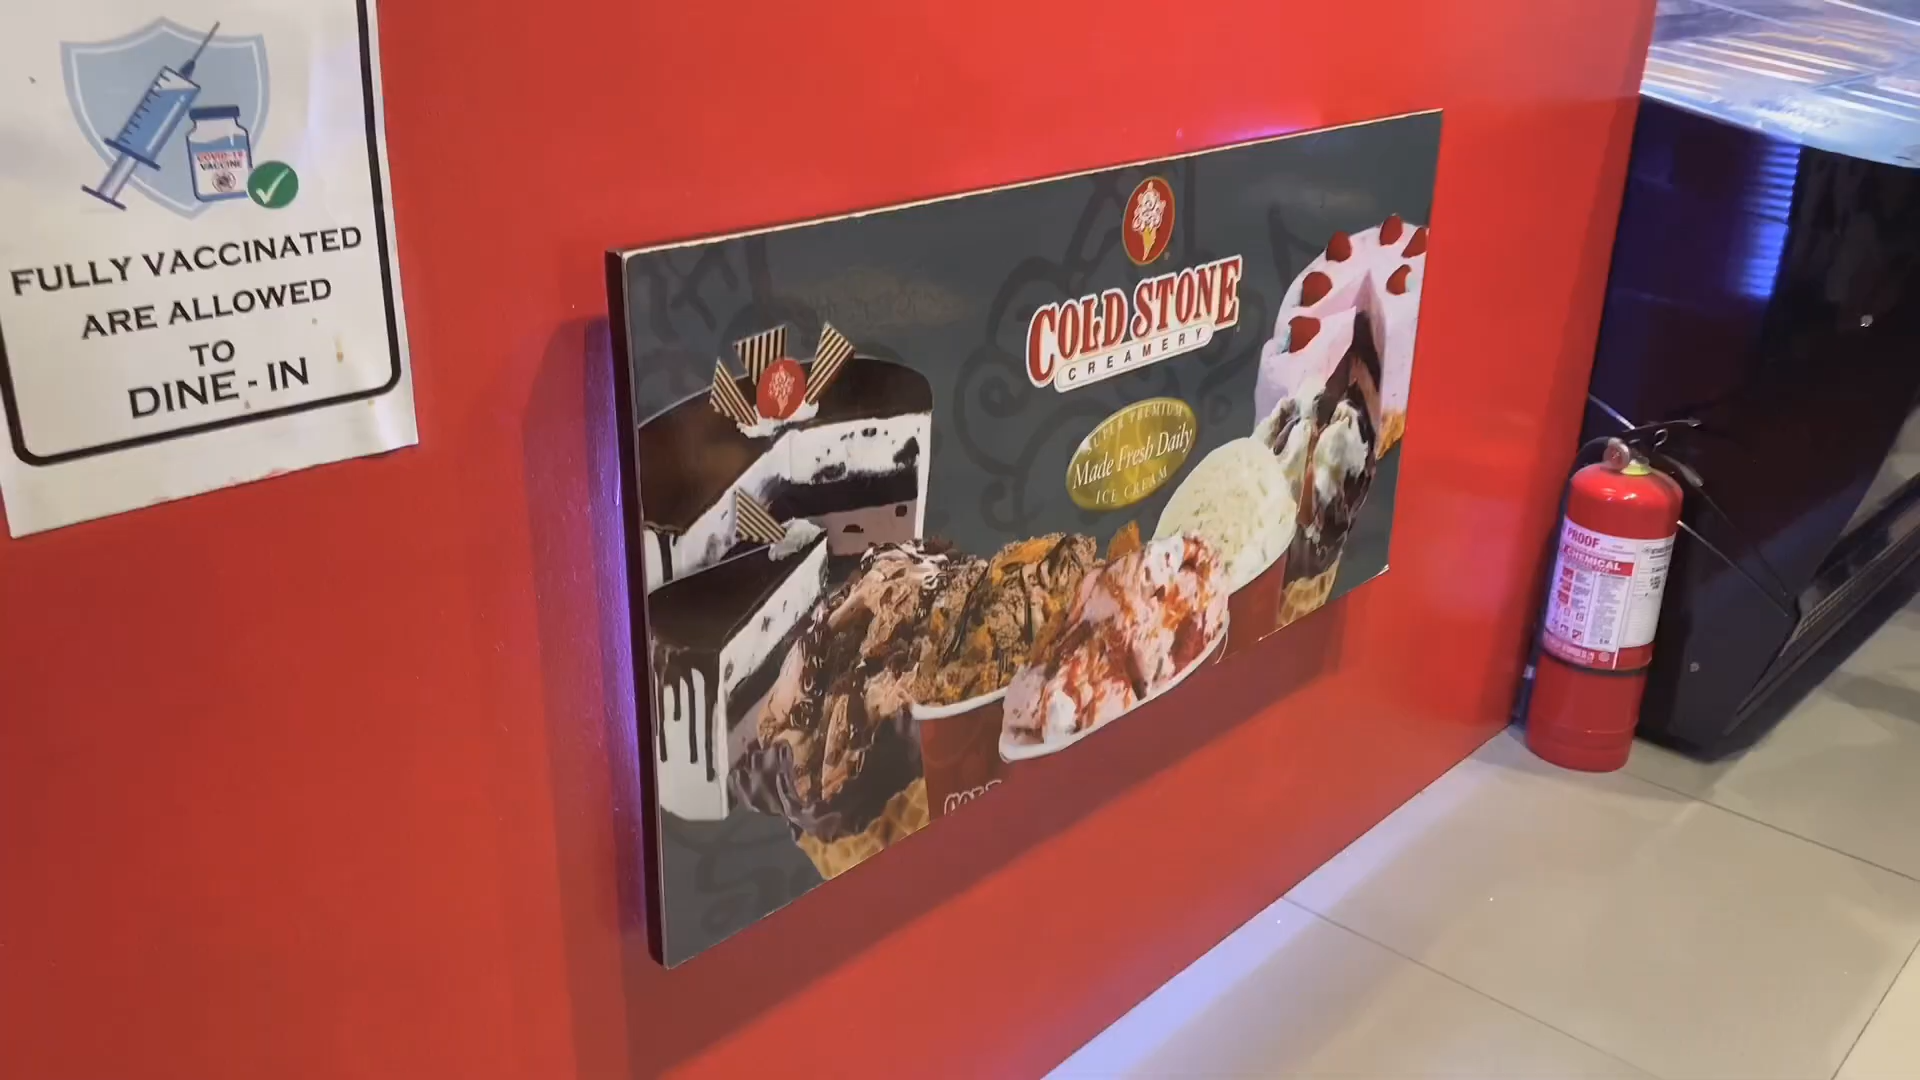 COVID-19
VACCINE
FULLY VACCINATED
ARE ALLOWED
TO
DINE - IN
COLD STONE
CREAMERY
SUPER PREMIUM
Made Fresh Daily
ICE CREAM
COLD
PROOF
CHEMICAL